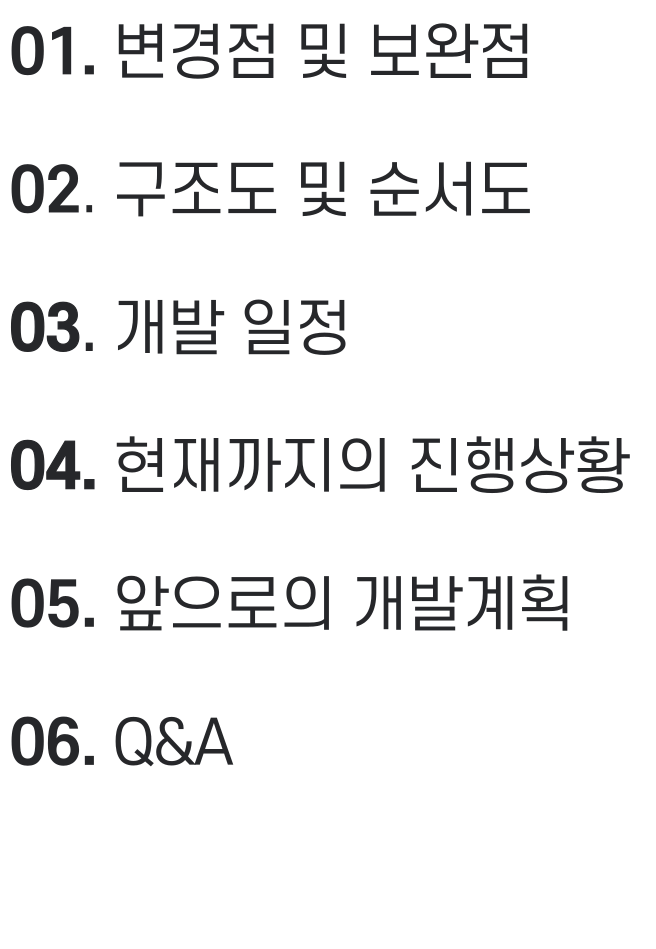 01. 변경점 및 보완점
02. 구조도 및 순서도
03. 개발 일정
04. 현재까지의 진행상황
05. 앞으로의 개발계획
06. Q&A